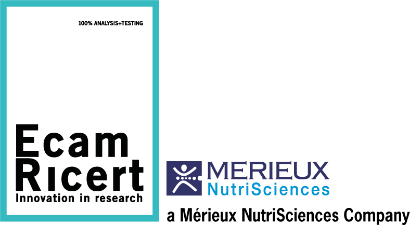 100% ANALYSIS+TESTING
Ecam
Ricert
Innovation in research
MERIEUX
NutriSciences
a Mérieux NutriSciences Company